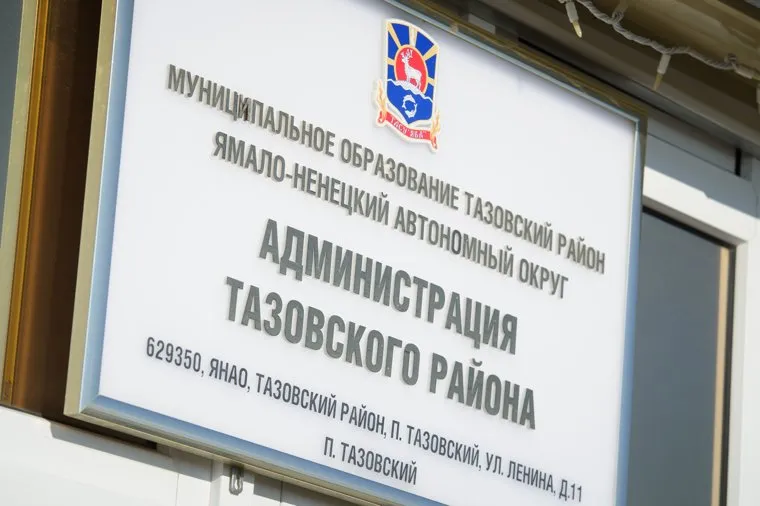 МУНИЦИПАЛЬНОЕ ОБРАЗОВАНИЕ ТАЗОВСКИЙ РАЙОН
ЯМАЛО-НЕНЕЦКИЙ АВТОНОМНЫЙ ОКРУГ
АДМИНИСТРАЦИЯ
ТАЗОВСКОГО РАЙОНА
629350, ЯНАО, ТАЗОВСКИЙ РАЙОН, П. ТАЗОВСКИЙ, УЛ. ЛЕНИНА, Д.11
П. ТАЗОВСКИЙ